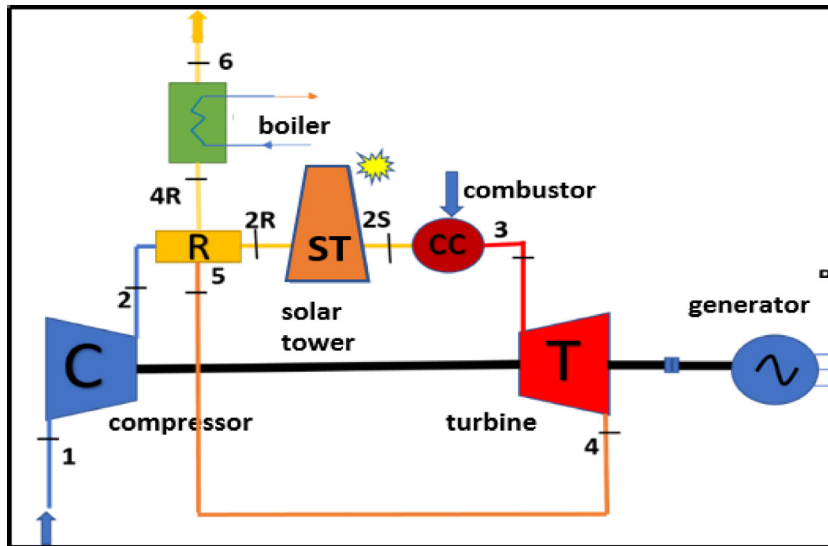 6
boiler
4R
2R
2S
combustor
R
ST
CC
3
5
2
solar
tower
generator
C
T
compressor
turbine
4
1